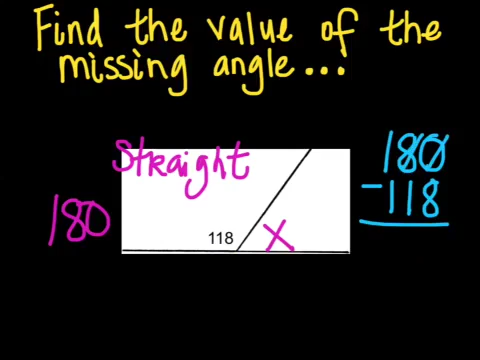 Find the value of the
missing angle...
Straight
180
-118
180
118
X